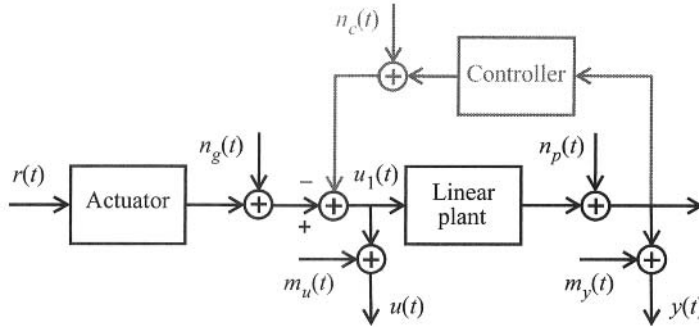 n_c(t)
Controller
n_g(t)
u_1(t)
n_p(t)
r(t)
Actuator
−
Linear
plant
+
m_u(t)
u(t)
m_y(t)
y(t)